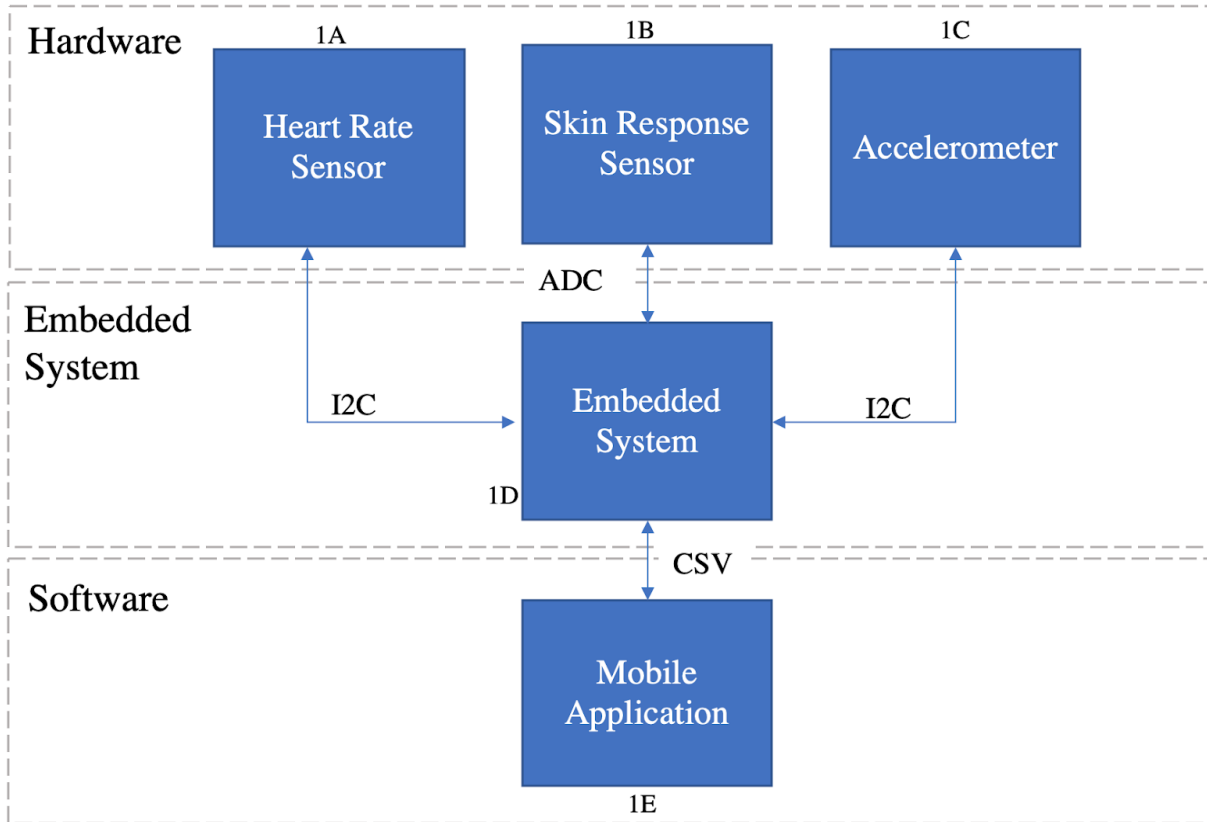 Hardware
1A
1B
1C
Heart Rate
Sensor
Skin Response
Sensor
Accelerometer
ADC
Embedded
System
I2C
Embedded
System
I2C
1D
CSV
Software
Mobile
Application
1E